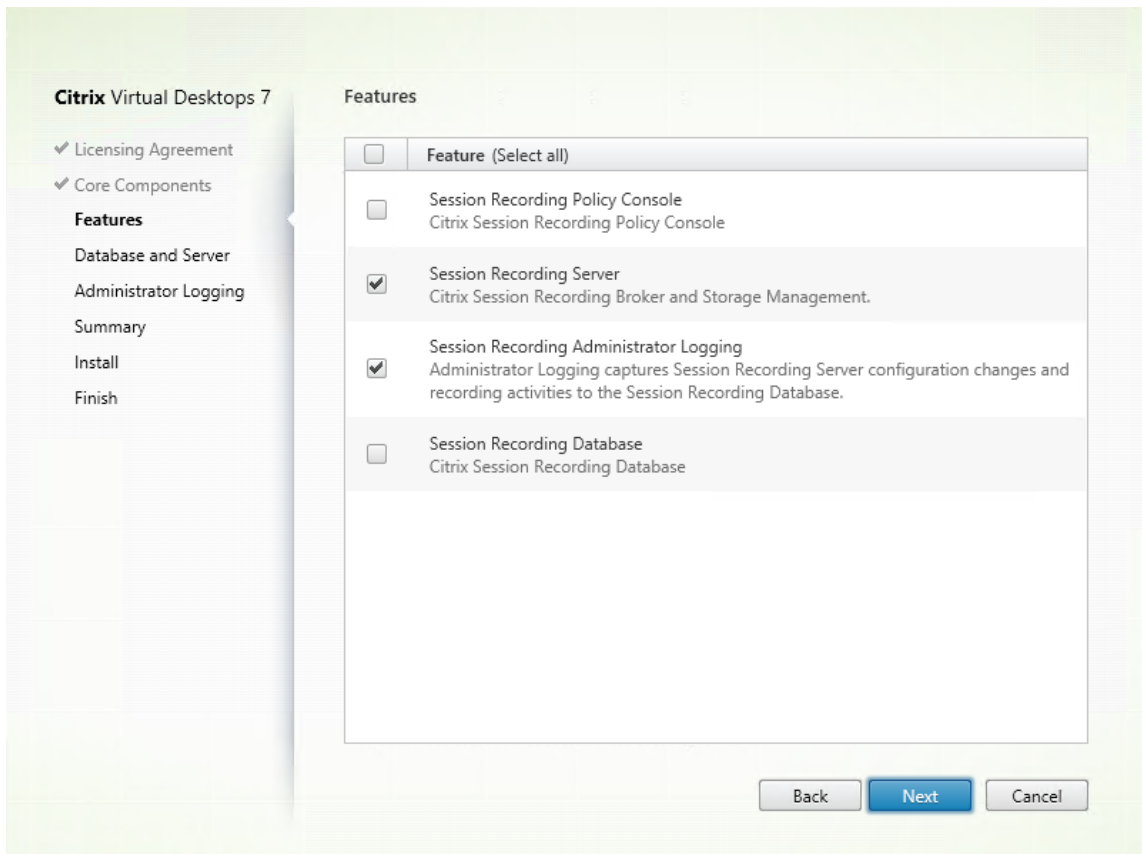 Citrix Virtual Desktops 7
Licensing Agreement
Core Components
Features
Database and Server
Administrator Logging
Summary
Install
Finish
Features
Feature (Select all)
Session Recording Policy Console
Citrix Session Recording Policy Console
Session Recording Server
Citrix Session Recording Broker and Storage Management.
Session Recording Administrator Logging
Administrator Logging captures Session Recording Server configuration changes and
recording activities to the Session Recording Database.
Session Recording Database
Citrix Session Recording Database
Back
Next
Cancel